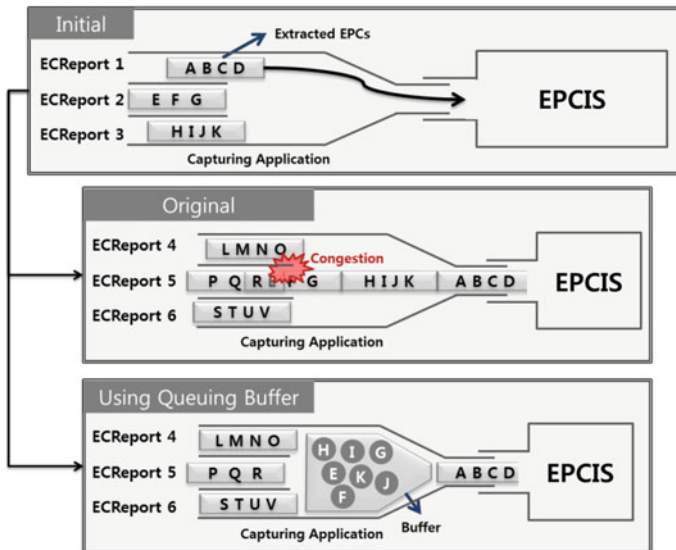 Initial
Extracted EPCs
ECReport 1
A B C D
ECReport 2
E F G
ECReport 3
H I J K
Capturing Application
EPCIS
Original
ECReport 4
L M N O
Congestion
ECReport 5
P Q R E F G
H I J K
A B C D
ECReport 6
S T U V
Capturing Application
EPCIS
Using Queuing Buffer
ECReport 4
L M N O
ECReport 5
P Q R
ECReport 6
S T U V
H I G
E K J
F
A B C D
EPCIS
Capturing Application
Buffer